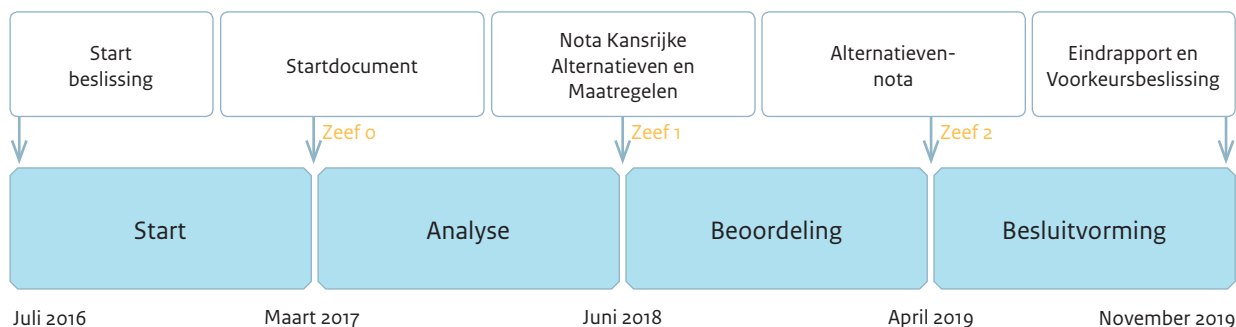 Start
beslissing
Startdocument
Nota Kansrijke
Alternatieven en
Maatregelen
Alternatieven-
nota
Eindrapport en
Voorkeursbeslissing
Zeef 0
Zeef 1
Zeef 2
Start
Analyse
Beoordeling
Besluitvorming
Juli 2016
Maart 2017
Juni 2018
April 2019
November 2019